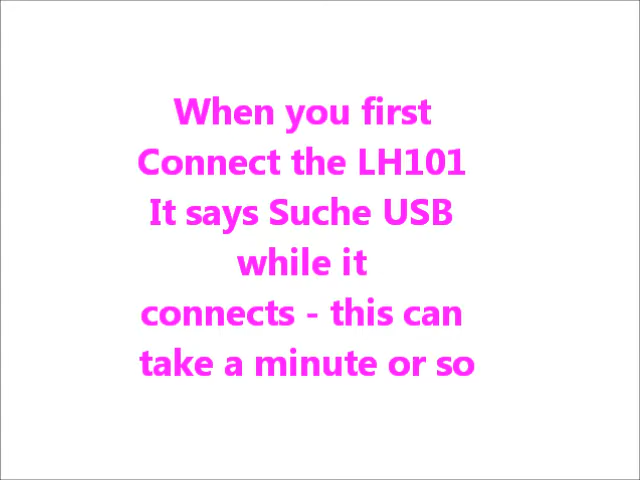 When you first
Connect the LH101
It says Suche USB
while it
connects - this can
take a minute or so